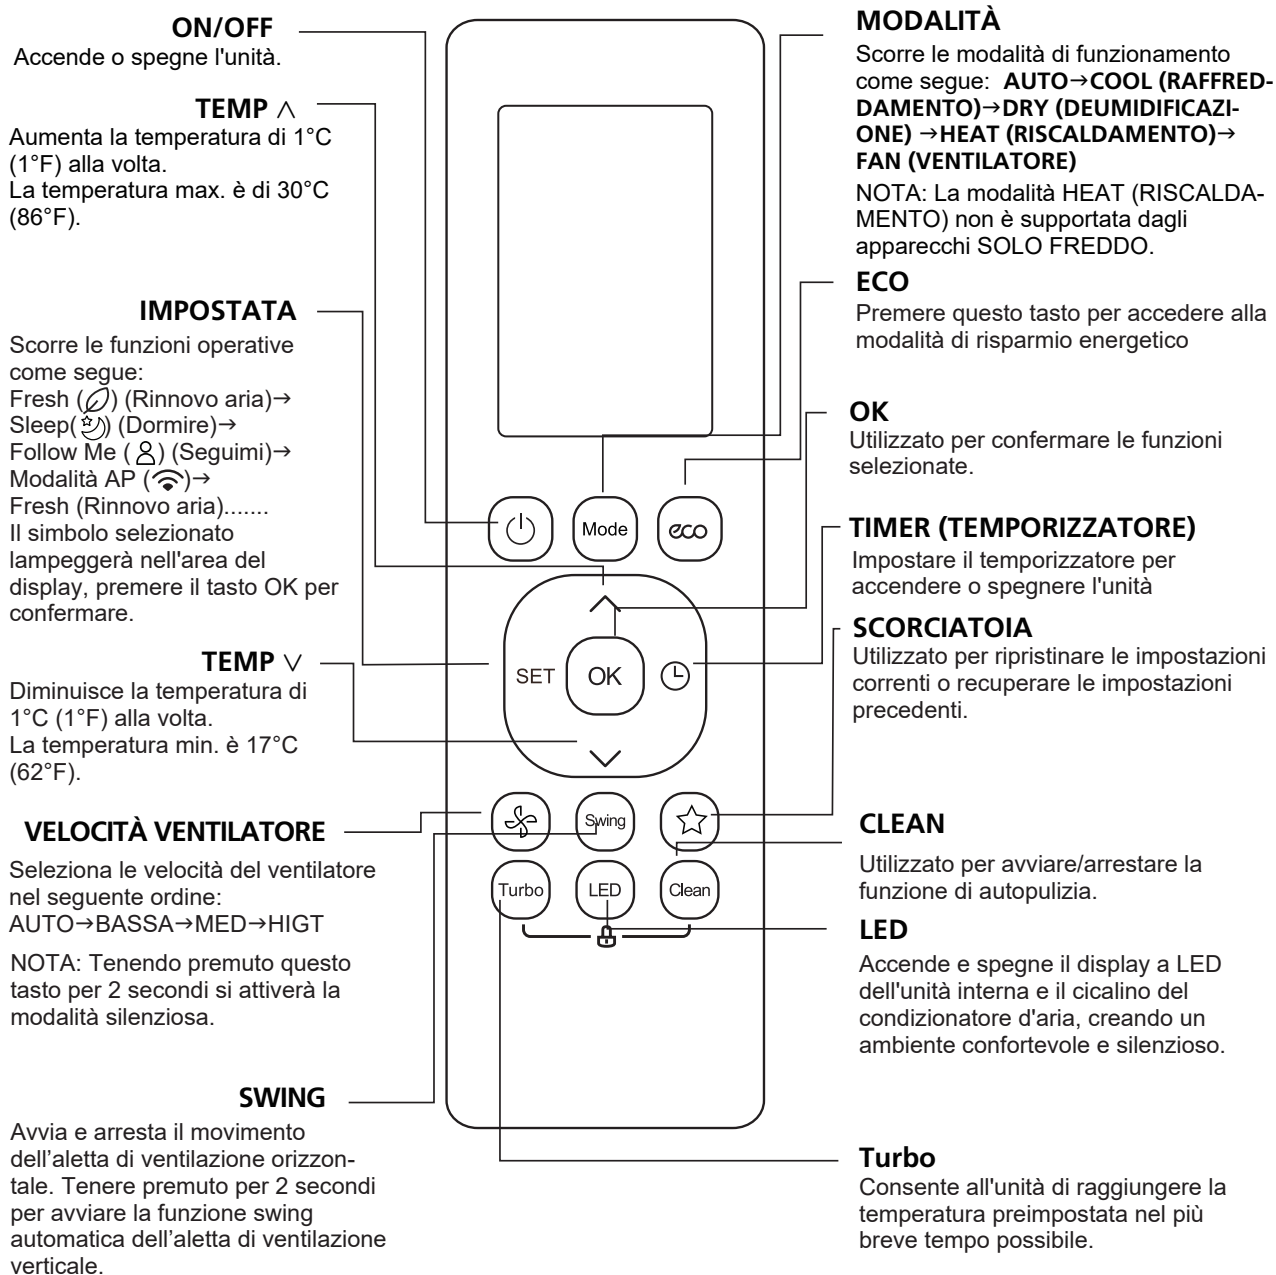 ON/OFF
Accende o spegne l'unità.
TEMP ∧
Aumenta la temperatura di 1°C
(1°F) alla volta.
La temperatura max. è di 30°C
(86°F).
IMPOSTATA
Scorre le funzioni operative
come segue:
Fresh () (Rinnovo aria)→
Sleep() (Dormire)→
Follow Me ( ) (Seguimi)→
Modalità AP ()→
Fresh (Rinnovo aria).......
Il simbolo selezionato
lampeggerà nell'area del
display, premere il tasto OK per
confermare.
TEMP ∨
Diminuisce la temperatura di
1°C (1°F) alla volta.
La temperatura min. è 17°C
(62°F).
VELOCITÀ VENTILATORE
Seleziona le velocità del ventilatore
nel seguente ordine:
AUTO→BASSA→MED→HIGT
NOTA: Tenendo premuto questo
tasto per 2 secondi si attiverà la
modalità silenziosa.
SWING
Avvia e arresta il movimento
dell’aletta di ventilazione orizzon-
tale. Tenere premuto per 2 secondi
per avviare la funzione swing
automatica dell’aletta di ventilazione
verticale.
Mode
eco
SET
OK
Swing
Turbo
LED
Clean
MODALITÀ
Scorre le modalità di funzionamento
come segue: AUTO→COOL (RAFFRED-
DAMENTO)→DRY (DEUMIDIFICAZI-
ONE) →HEAT (RISCALDAMENTO)→
FAN (VENTILATORE)
NOTA: La modalità HEAT (RISCALDA-
MENTO) non è supportata dagli
apparecchi SOLO FREDDO.
ECO
Premere questo tasto per accedere alla
modalità di risparmio energetico
OK
Utilizzato per confermare le funzioni
selezionate.
TIMER (TEMPORIZZATORE)
Impostare il temporizzatore per
accendere o spegnere l'unità
SCORCIATOIA
Utilizzato per ripristinare le impostazioni
correnti o recuperare le impostazioni
precedenti.
CLEAN
Utilizzato per avviare/arrestare la
funzione di autopulizia.
LED
Accende e spegne il display a LED
dell'unità interna e il cicalino del
condizionatore d'aria, creando un
ambiente confortevole e silenzioso.
Turbo
Consente all'unità di raggiungere la
temperatura preimpostata nel più
breve tempo possibile.